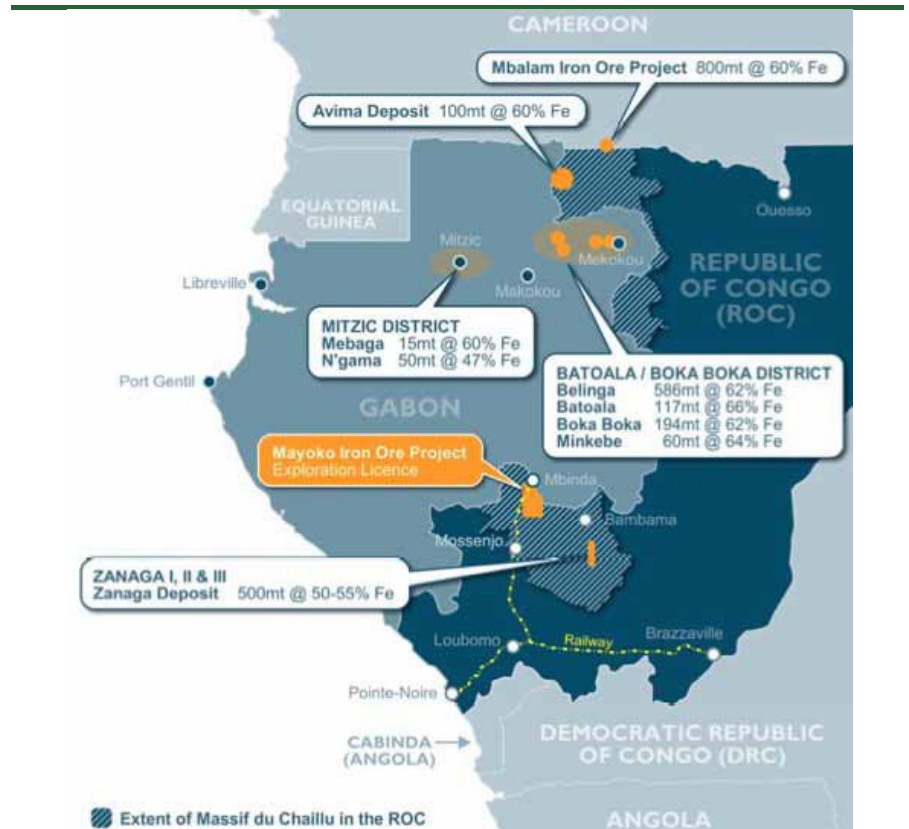 CAMEROON
Mbalam Iron Ore Project 800mt @ 60% Fe
Avima Deposit 100mt @ 60% Fe
EQUATORIAL
GUINEA
Ouesso
Mitzic
Mekokou
Makokou
Libreville
REPUBLIC
OF CONGO
(ROC)
MITZIC DISTRICT
Mebaga 15mt @ 60% Fe
N'gama 50mt @ 47% Fe
BATOALA / BOKA BOKA DISTRICT
Belinga 586mt @ 62% Fe
Batoala 117mt @ 66% Fe
Boka Boka 194mt @ 62% Fe
Minkebe 60mt @ 64% Fe
Port Gentil
GABON
Mayoko Iron Ore Project
Exploration Licence
Mbinda
Bambama
Mossenjo
ZANAGA I, II & III
Zanaga Deposit 500mt @ 50-55% Fe
Loubomo
Railway
Brazzaville
Pointe-Noire
CABINDA
(ANGOLA)
DEMOCRATIC REPUBLIC
OF CONGO (DRC)
Extent of Massif du Chaillu in the ROC
ANGOLA